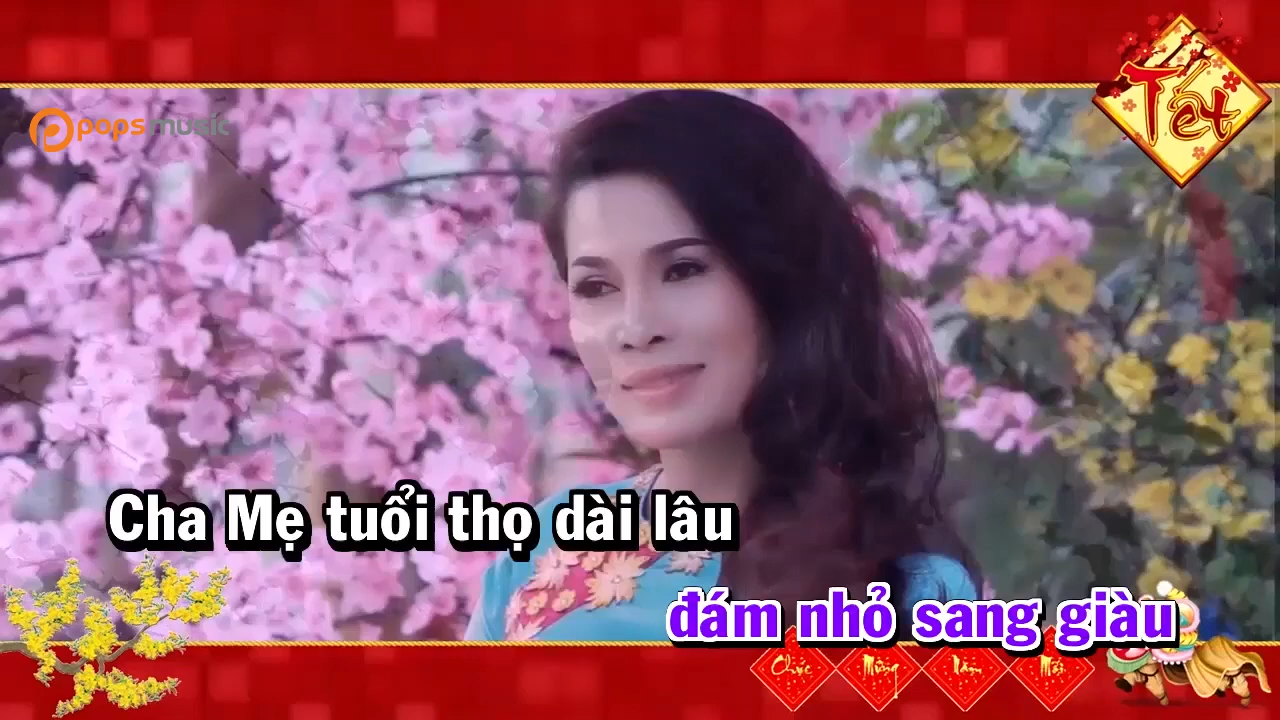 Tết
pops music
Cha Mẹ tuổi thọ dài lâu
đám nhỏ sang giàu
Chúc Mừng Năm Mới